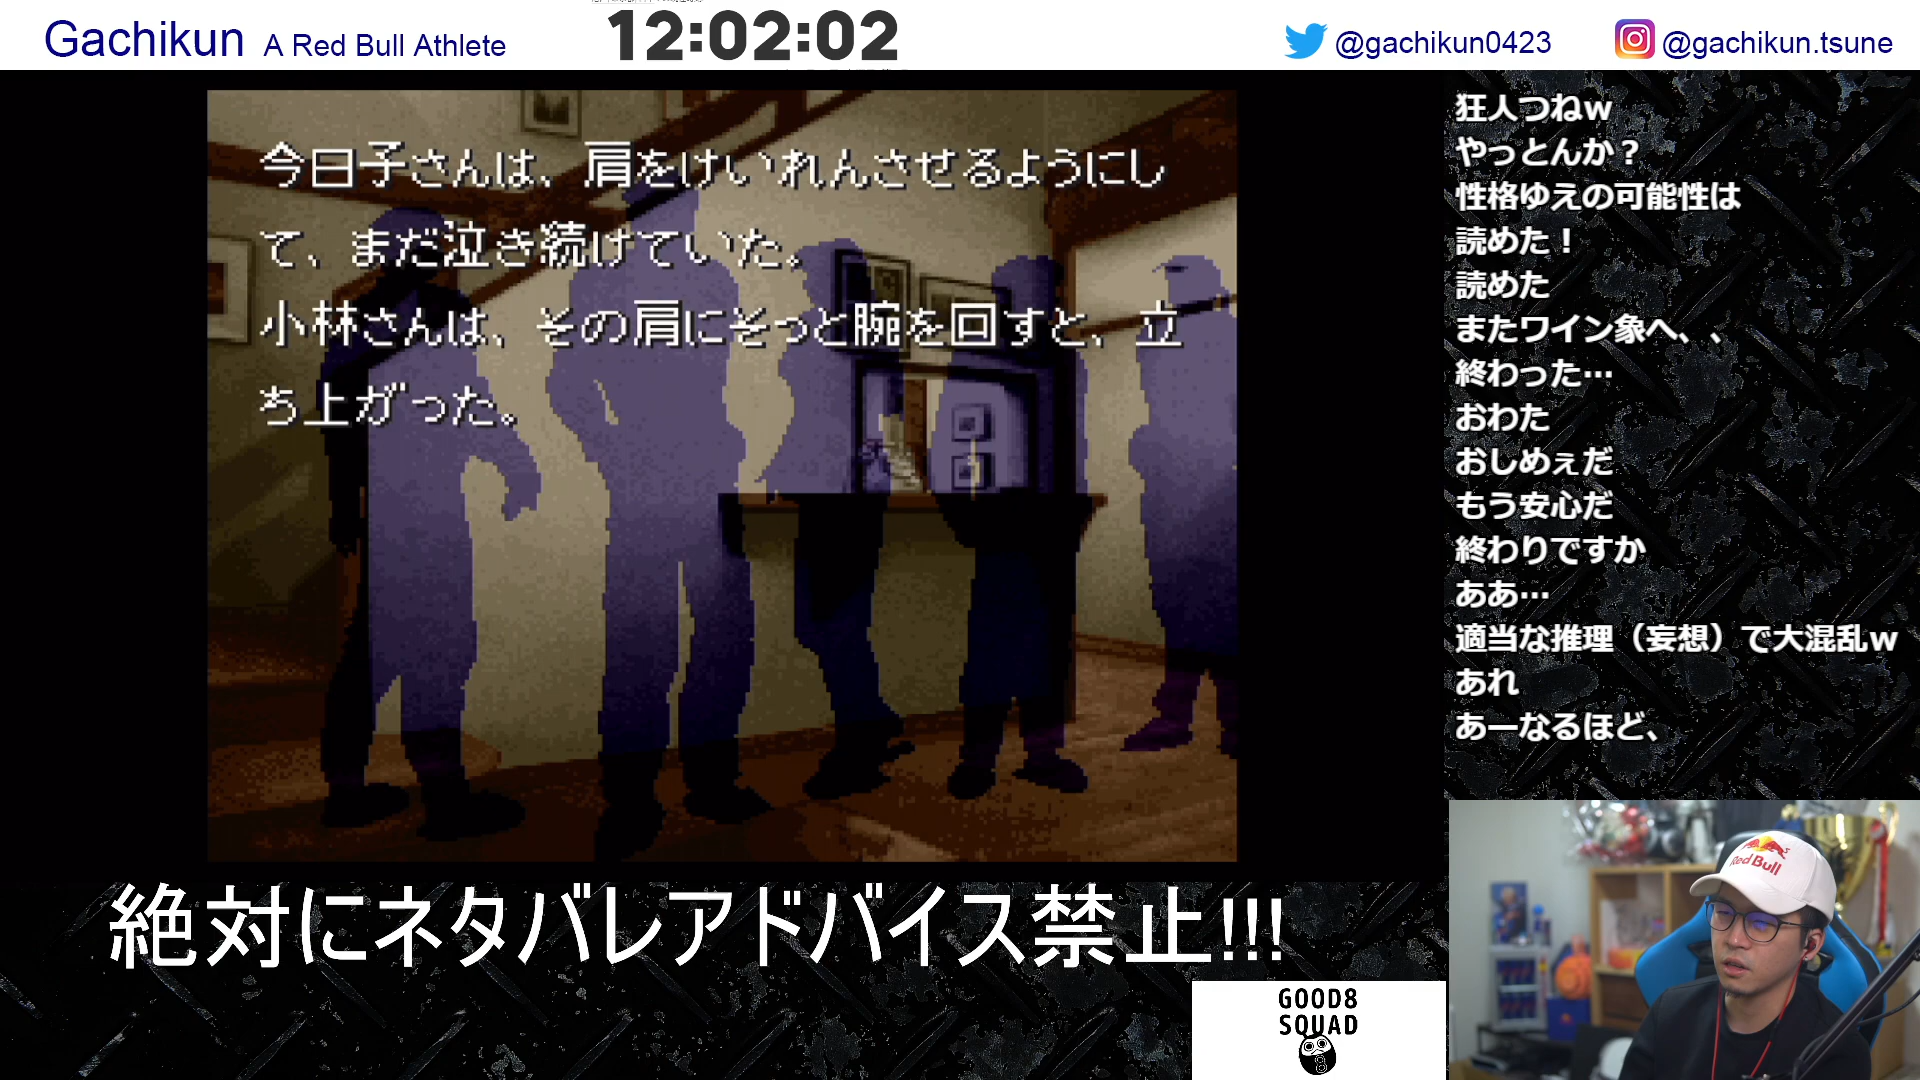 Gachikun A Red Bull Athlete
12:02:02
@gachikun0423
@gachikun.tsune
今日子さんは、肩をけいれんさせるようにし
て、まだ泣き続けていた。
小林さんは、その肩にそっと腕を回すと、立
ち上がった。
狂人つねw
やっとんか？
性格ゆえの可能性は
読めた！
読めた
またワイン象へ、、
終わった…
おわた
おしめぇだ
もう安心だ
終わりですか
ああ…
適当な推理（妄想）で大混乱w
あれ
あーなるほど、
絶対にネタバレアドバイス禁止!!!
GOOD8
SQUAD
Red Bull